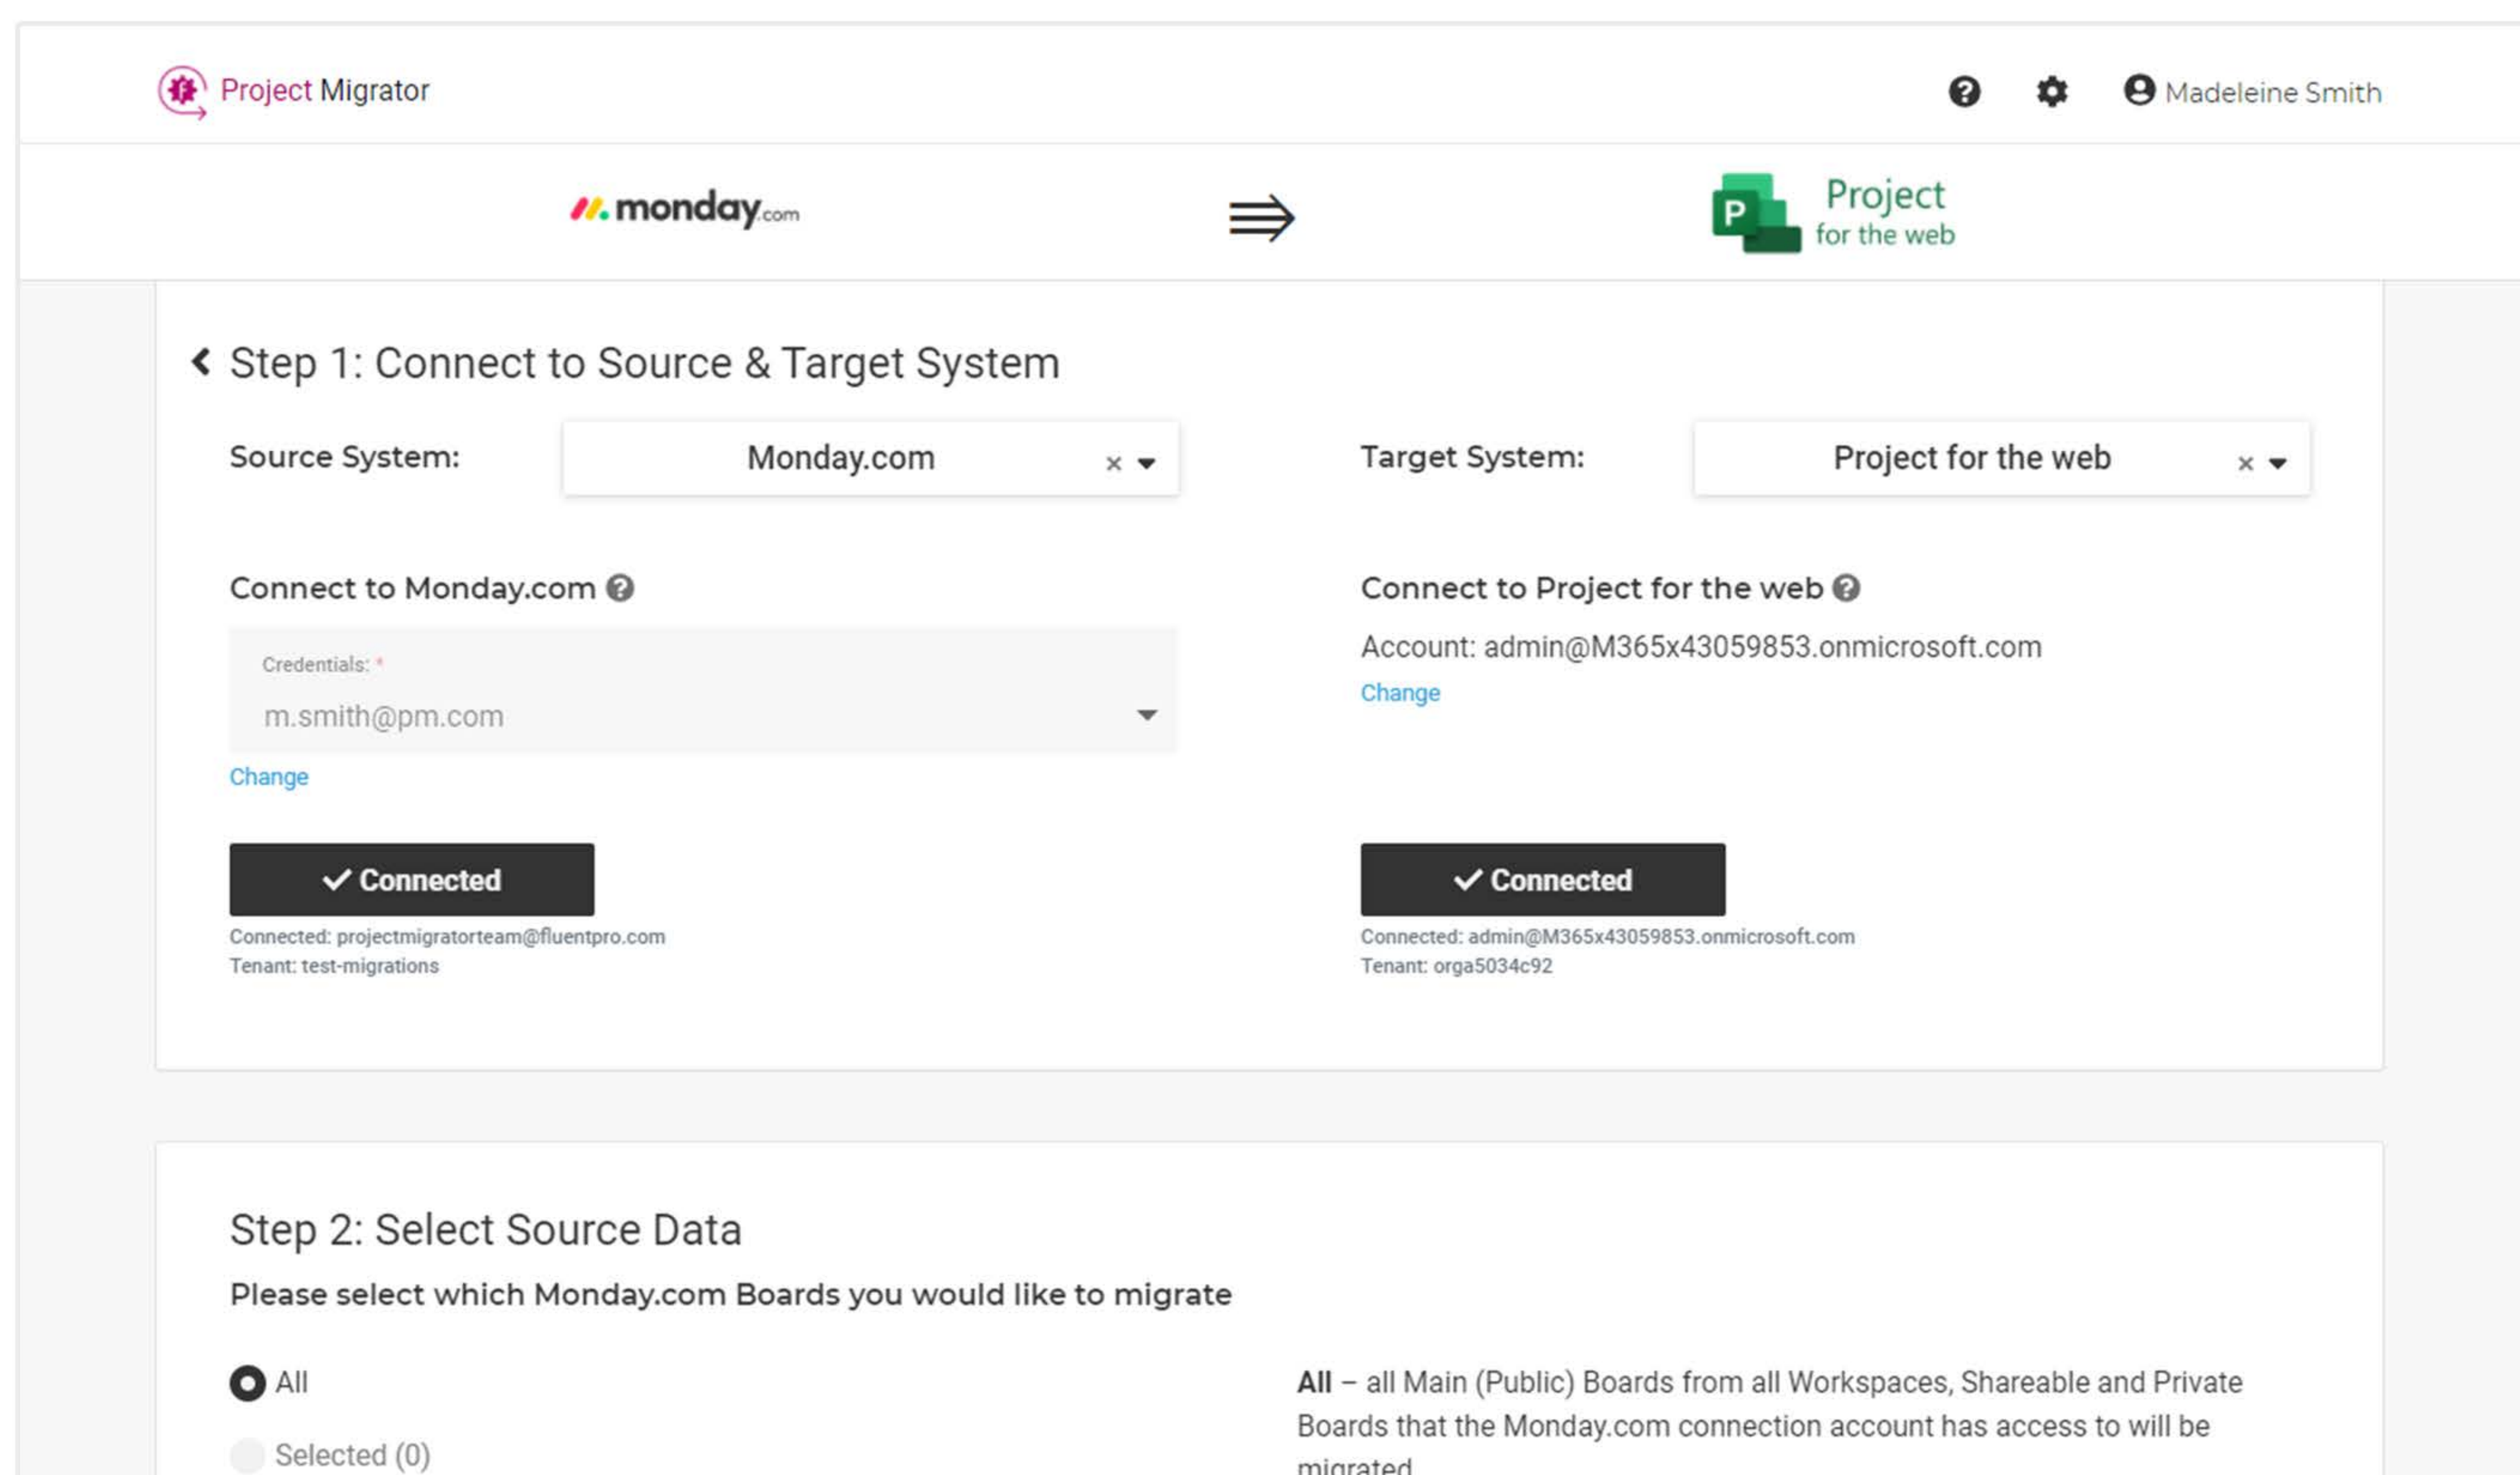 Project Migrator
Madeleine Smith
monday.com
Project
for the web
Step 1: Connect to Source & Target System
Source System:
Monday.com
Target System:
Project for the web
Connect to Monday.com
Credentials: *
m.smith@pm.com
Change
Connected
Connected: projectmigratorteam@fluentpro.com
Tenant: test-migrations
Connect to Project for the web
Account: admin@M365x43059853.onmicrosoft.com
Change
Connected
Connected: admin@M365x43059853.onmicrosoft.com
Tenant: orga5034c92
Step 2: Select Source Data
Please select which Monday.com Boards you would like to migrate
All
Selected (0)
All – all Main (Public) Boards from all Workspaces, Shareable and Private
Boards that the Monday.com connection account has access to will be
migrated